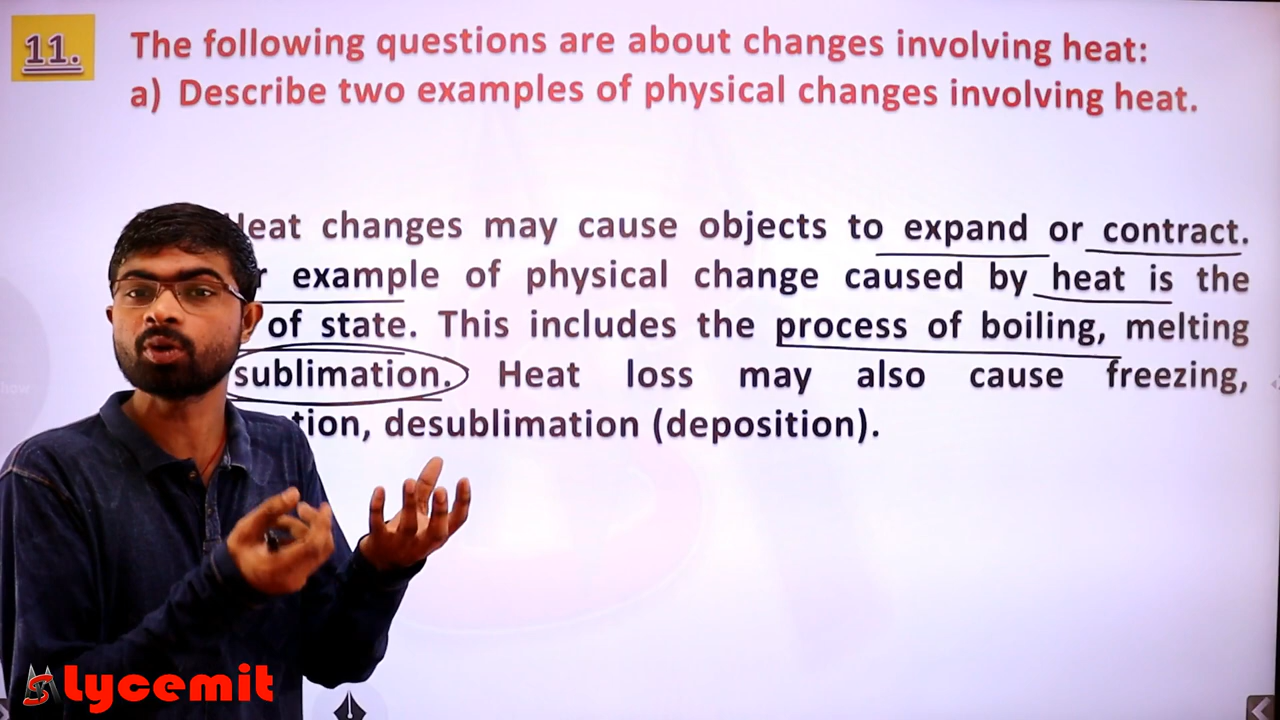 11.
The following questions are about changes involving heat:
a) Describe two examples of physical changes involving heat.
Heat changes may cause objects to expand or contract.
example of physical change caused by heat is the
of state. This includes the process of boiling, melting
sublimation. Heat loss may also cause freezing,
desublimation (deposition).
lycemit